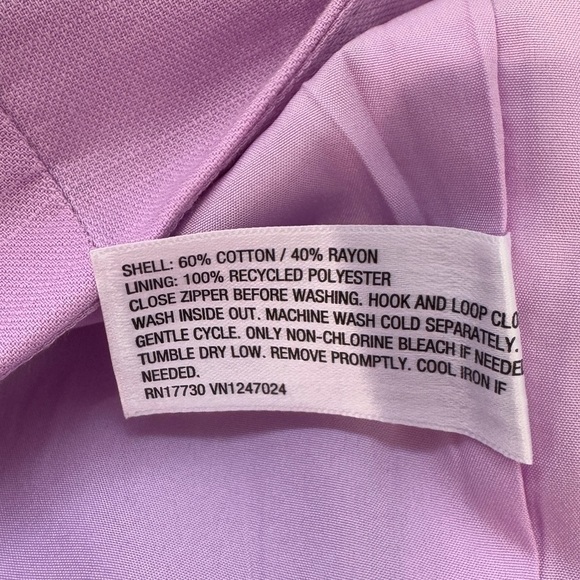 SHELL: 60% COTTON / 40% RAYON
LINING: 100% RECYCLED POLYESTER
CLOSE ZIPPER BEFORE WASHING. HOOK AND LOOP CLO
WASH INSIDE OUT. MACHINE WASH COLD SEPARATELY.
GENTLE CYCLE. ONLY NON-CHLORINE BLEACH IF NEEDED
TUMBLE DRY LOW. REMOVE PROMPTLY. COOL IRON IF
NEEDED.
RN17730 VN1247024